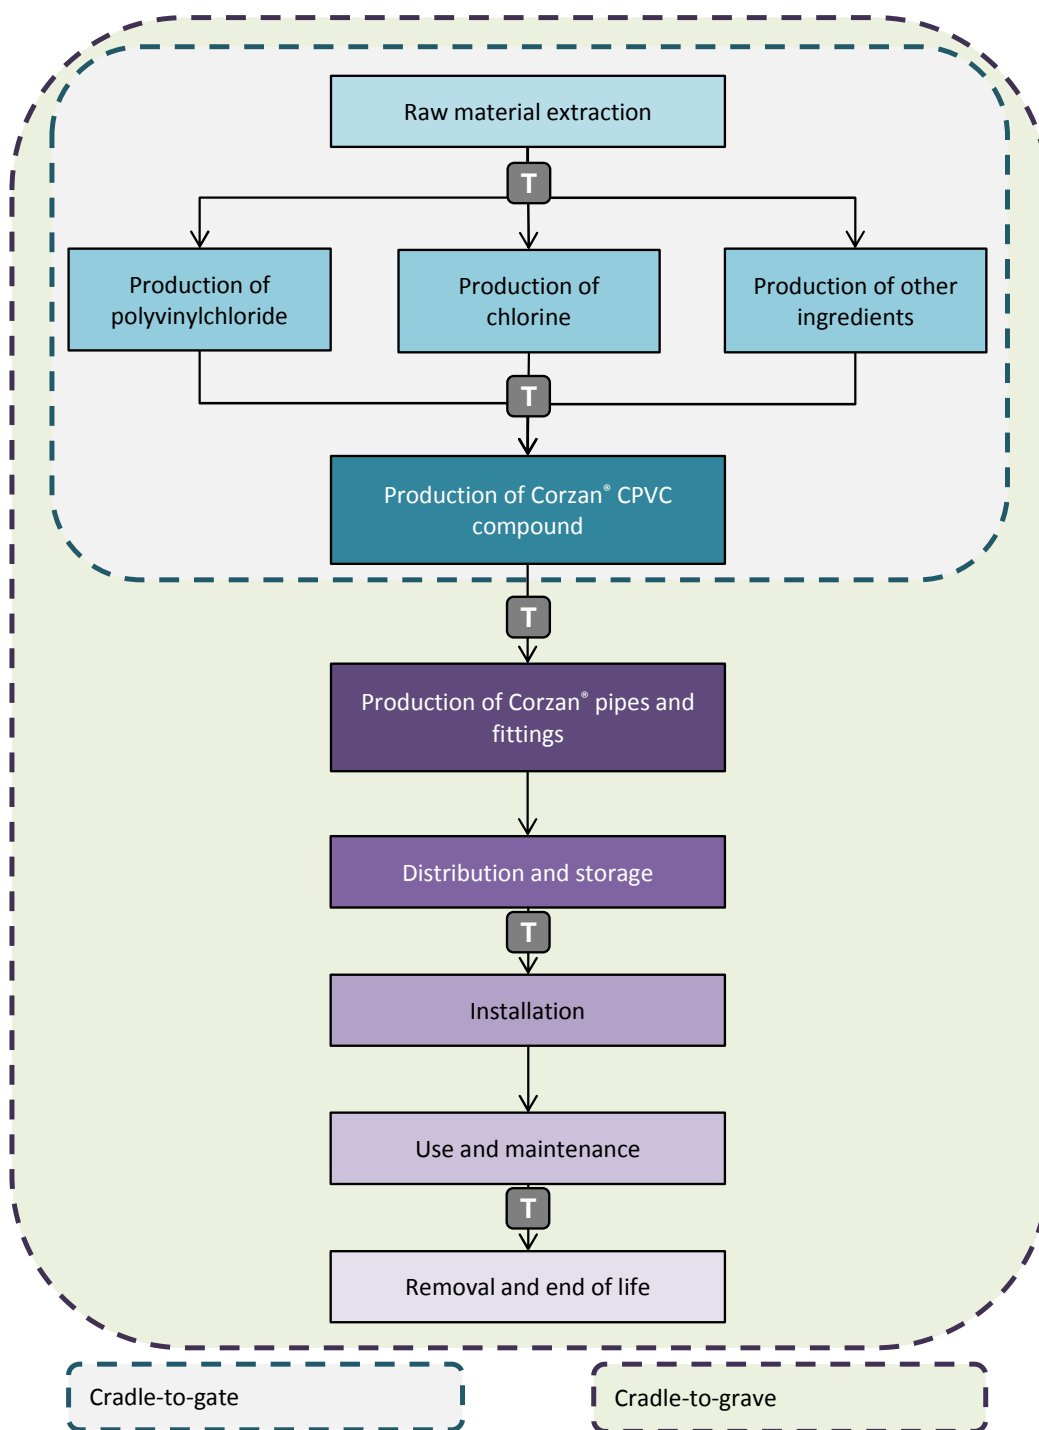 Raw material extraction
T
Production of
polyvinylchloride
Production of
chlorine
Production of other
ingredients
T
Production of Corzan® CPVC
compound
T
Production of Corzan® pipes and
fittings
Distribution and storage
T
Installation
Use and maintenance
T
Removal and end of life
Cradle-to-gate
Cradle-to-grave